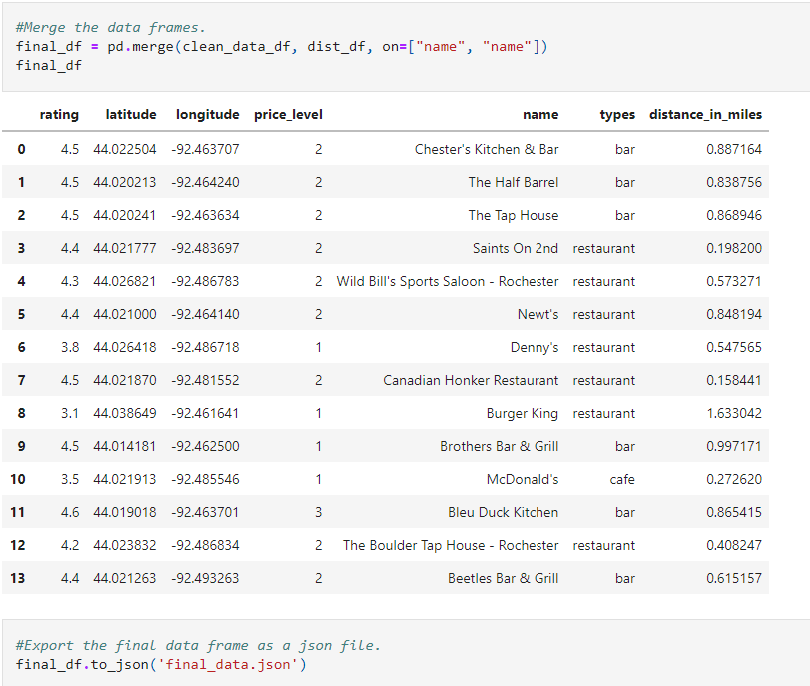 #Merge the data frames.
final_df = pd.merge(clean_data_df, dist_df, on=["name", "name"])
final_df
rating latitude longitude price_level name types distance_in_miles
0 4.5 44.022504 -92.463707 2 Chester's Kitchen & Bar bar 0.887164
1 4.5 44.020213 -92.464240 2 The Half Barrel bar 0.838756
2 4.5 44.020241 -92.463634 2 The Tap House bar 0.868946
3 4.4 44.021777 -92.483697 2 Saints On 2nd restaurant 0.198200
4 4.3 44.026821 -92.486783 2 Wild Bill's Sports Saloon - Rochester restaurant 0.573271
5 4.4 44.021000 -92.464140 2 Newt's restaurant 0.848194
6 3.8 44.026418 -92.486718 1 Denny's restaurant 0.547565
7 4.5 44.021870 -92.481552 2 Canadian Honker Restaurant restaurant 0.158441
8 3.1 44.038649 -92.461641 1 Burger King restaurant 1.633042
9 4.5 44.014181 -92.462500 1 Brothers Bar & Grill bar 0.997171
10 3.5 44.021913 -92.485546 1 McDonald's cafe 0.272620
11 4.6 44.019018 -92.463701 3 Bleu Duck Kitchen bar 0.865415
12 4.2 44.023832 -92.486834 2 The Boulder Tap House - Rochester restaurant 0.408247
13 4.4 44.021263 -92.493263 2 Beetles Bar & Grill bar 0.615157
#Export the final data frame as a json file.
final_df.to_json('final_data.json')